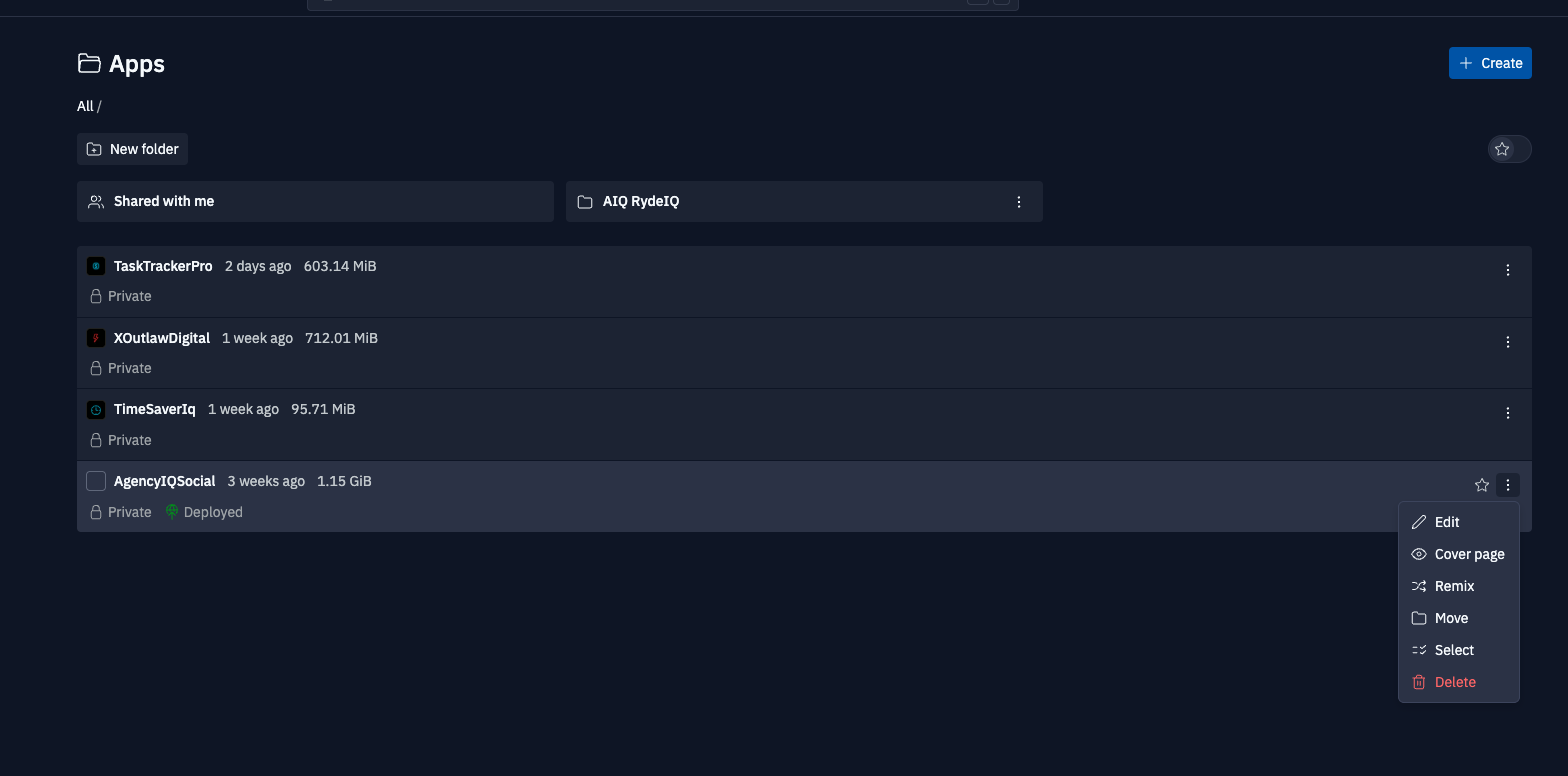 Apps
Create
All /
New folder
Shared with me
AIQ RydeIQ
TaskTrackerPro 2 days ago 603.14 MiB
Private
XOutlawDigital 1 week ago 712.01 MiB
Private
TimeSaverIq 1 week ago 95.71 MiB
Private
AgencyIQSocial 3 weeks ago 1.15 GiB
Private Deployed
Edit
Cover page
Remix
Move
Select
Delete